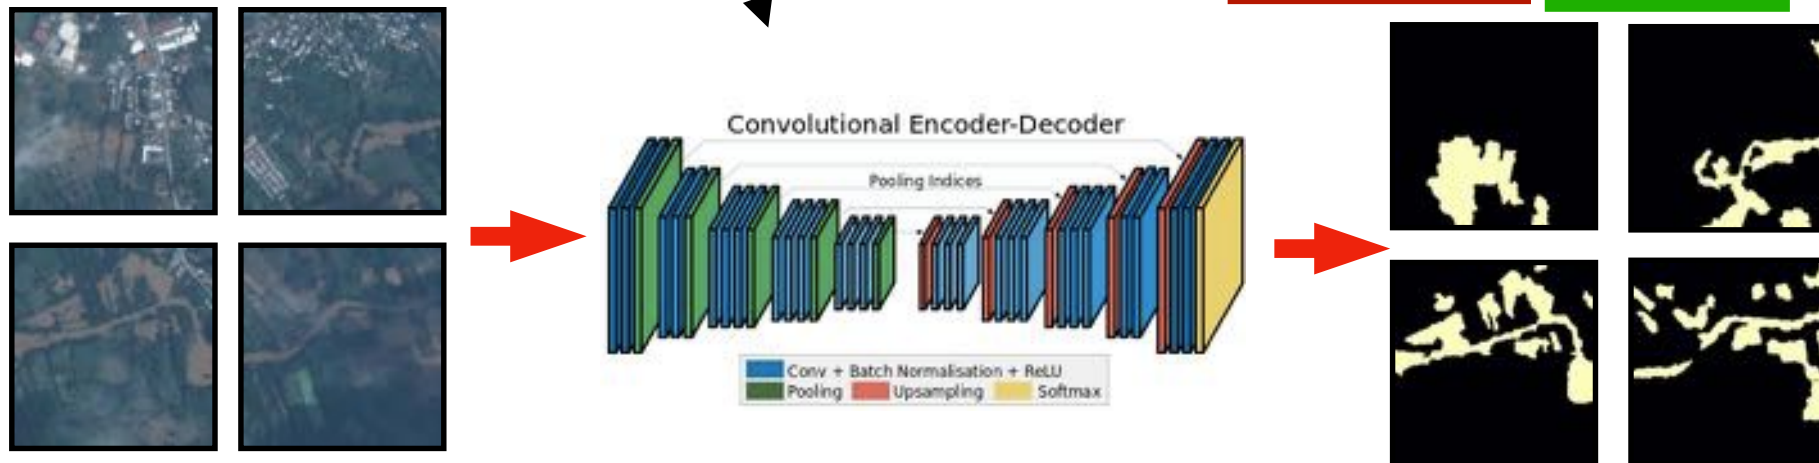 Convolutional Encoder-Decoder
Pooling Indices
Conv + Batch Normalisation + ReLU
Pooling Upsampling Softmax